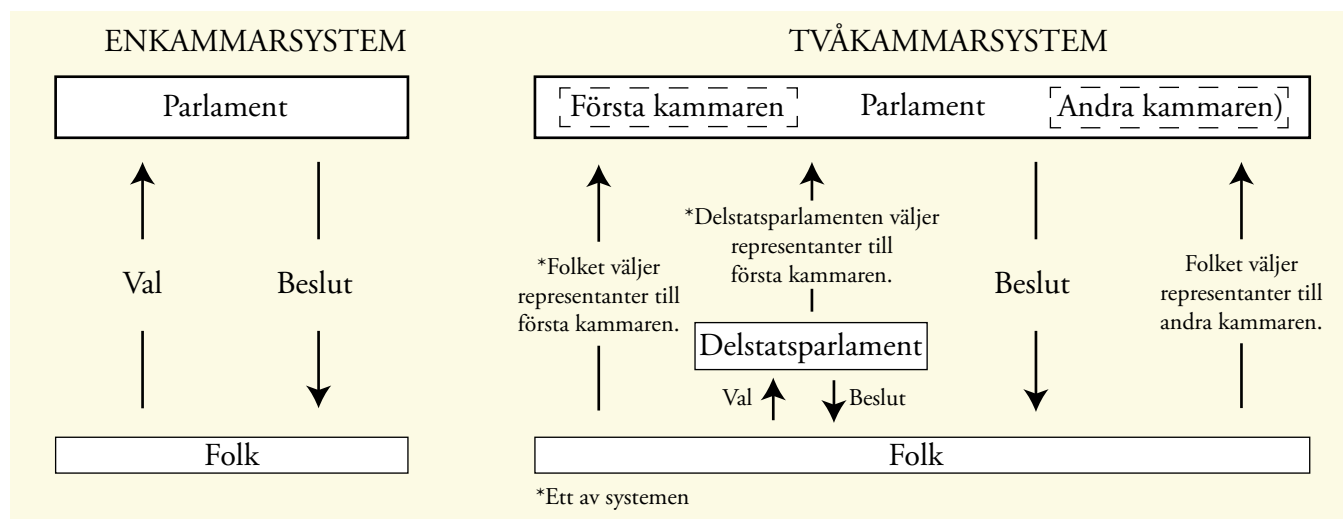 ENKAMMARSYSTEM
Parlament
Val
Beslut
Folk
TVÅKAMMARSYSTEM
Första kammaren
Parlament
Andra kammaren)
*Folket väljer
representanter till
första kammaren.
*Delstatsparlamenten väljer
representanter till
första kammaren.
Delstatsparlament
Val
Beslut
Beslut
Folket väljer
representanter till
andra kammaren.
Folk
*Ett av systemen